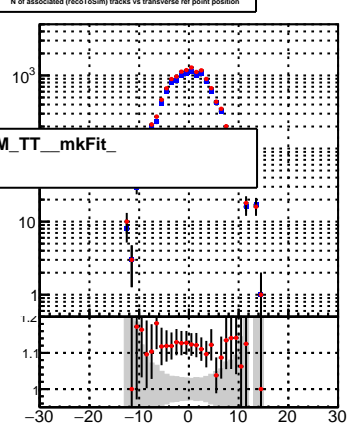 N of associated (recoToSim) tracks vs transverse ref point position
10³
M_TT__mkFit_
10
1
1.2
1.1
1
−30 −20 −10 0 10 20 30